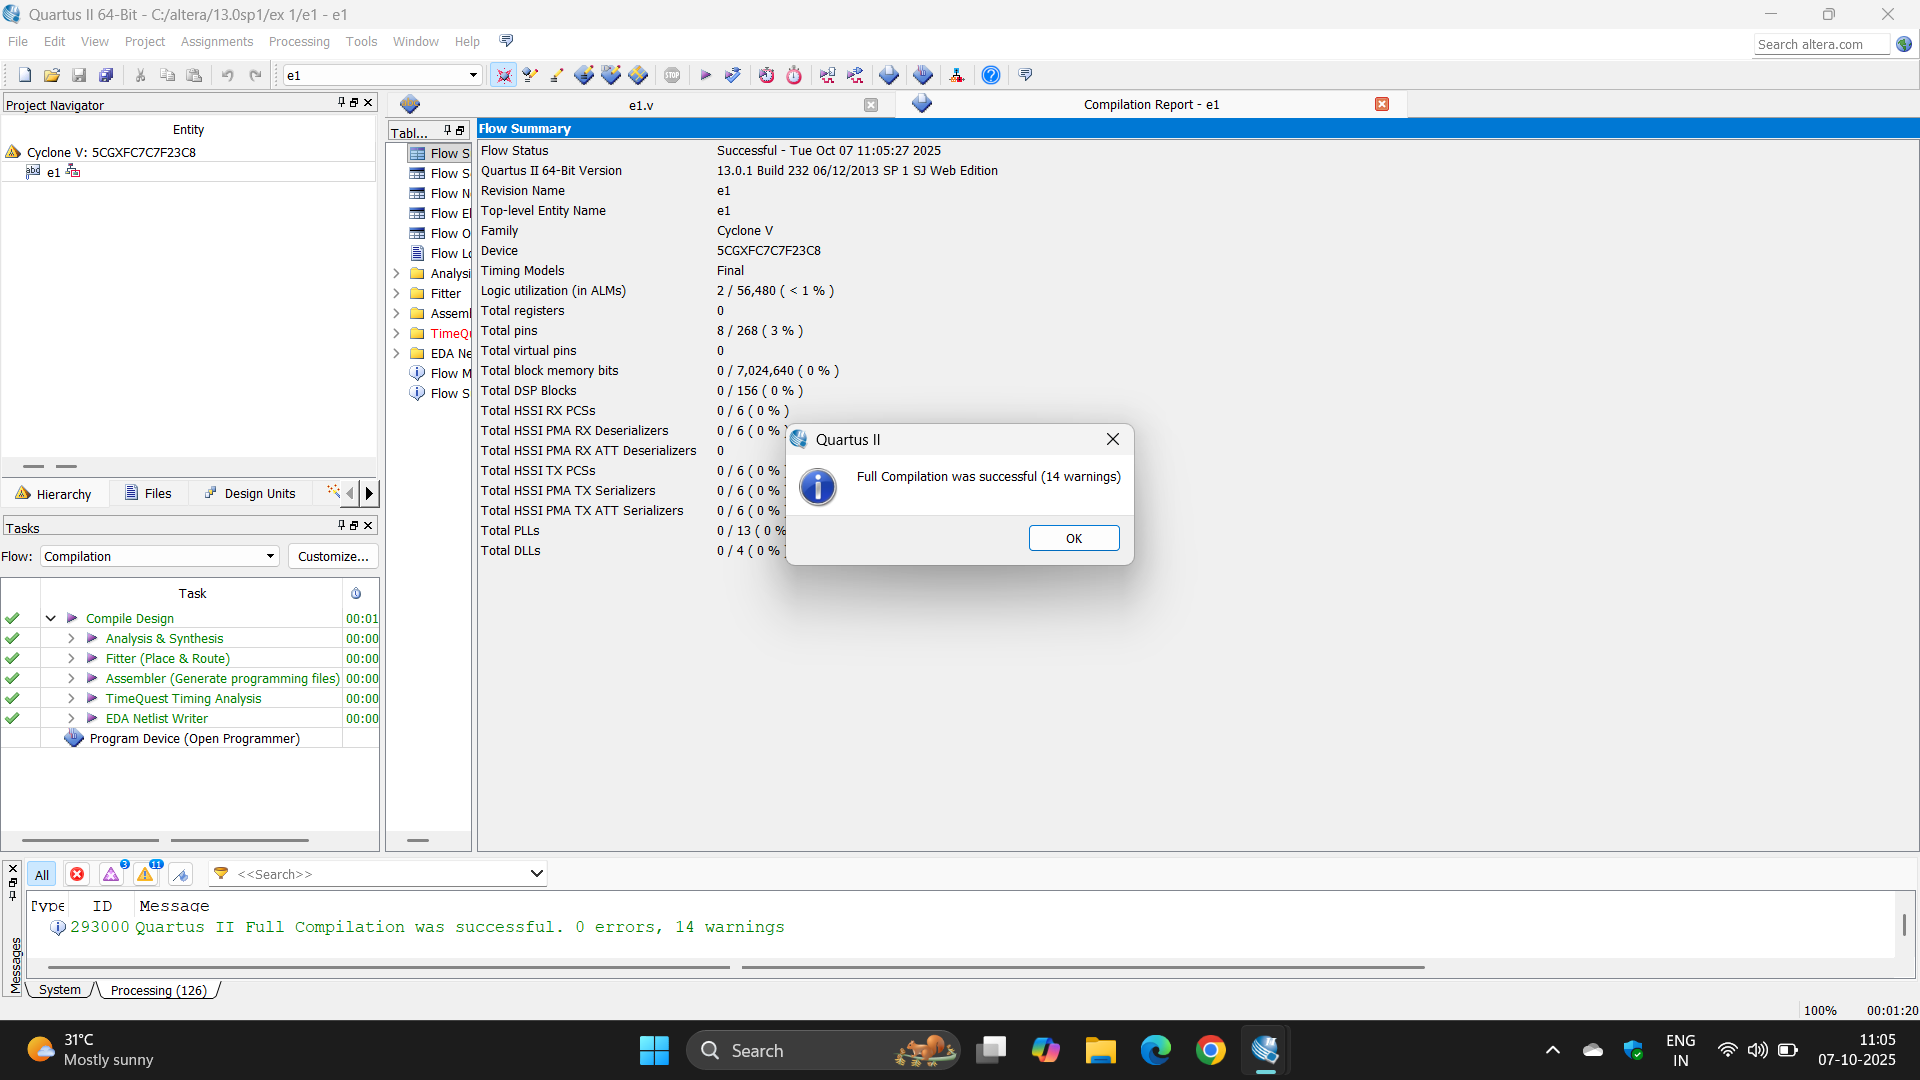 Quartus II 64-Bit - C:/altera/13.0sp1/ex 1/e1 - e1
File Edit View Project Assignments Processing Tools Window Help
Search altera.com
e1
STOP
Project Navigator
Entity
Cyclone V: 5CGXFC7C7F23C8
abd e1
Hierarchy Files Design Units
Tasks
Flow: Compilation Customize...
Task
Compile Design 00:01
Analysis & Synthesis 00:00
Fitter (Place & Route) 00:00
Assembler (Generate programming files) 00:00
TimeQuest Timing Analysis 00:00
EDA Netlist Writer 00:00
Program Device (Open Programmer)
e1.v
Compilation Report - e1
Tabl...
Flow S
Flow Se
Flow N
Flow El
Flow O
Flow Lo
Analysi
Fitter
Assemb
TimeQu
EDA Ne
Flow M
Flow S
Flow Summary
Flow Status Successful - Tue Oct 07 11:05:27 2025
Quartus II 64-Bit Version 13.0.1 Build 232 06/12/2013 SP 1 SJ Web Edition
Revision Name e1
Top-level Entity Name e1
Family Cyclone V
Device 5CGXFC7C7F23C8
Timing Models Final
Logic utilization (in ALMs) 2 / 56,480 ( < 1 % )
Total registers 0
Total pins 8 / 268 ( 3 % )
Total virtual pins 0
Total block memory bits 0 / 7,024,640 ( 0 % )
Total DSP Blocks 0 / 156 ( 0 % )
Total HSSI RX PCSs 0 / 6 ( 0 % )
Total HSSI PMA RX Deserializers 0 / 6 ( 0 %
Total HSSI PMA RX ATT Deserializers 0
Total HSSI TX PCSs 0 / 6 ( 0 %
Total HSSI PMA TX Serializers 0 / 6 ( 0 %
Total HSSI PMA TX ATT Serializers 0 / 6 ( 0 %
Total PLLs 0 / 13 ( 0 %
Total DLLs 0 / 4 ( 0 %
Quartus II
Full Compilation was successful (14 warnings)
OK
All 3 11 <<Search>>
Type ID Message
293000 Quartus II Full Compilation was successful. 0 errors, 14 warnings
Messages
System Processing (126)
100% 00:01:20
31°C
Mostly sunny
Search
ENG
IN
11:05
07-10-2025